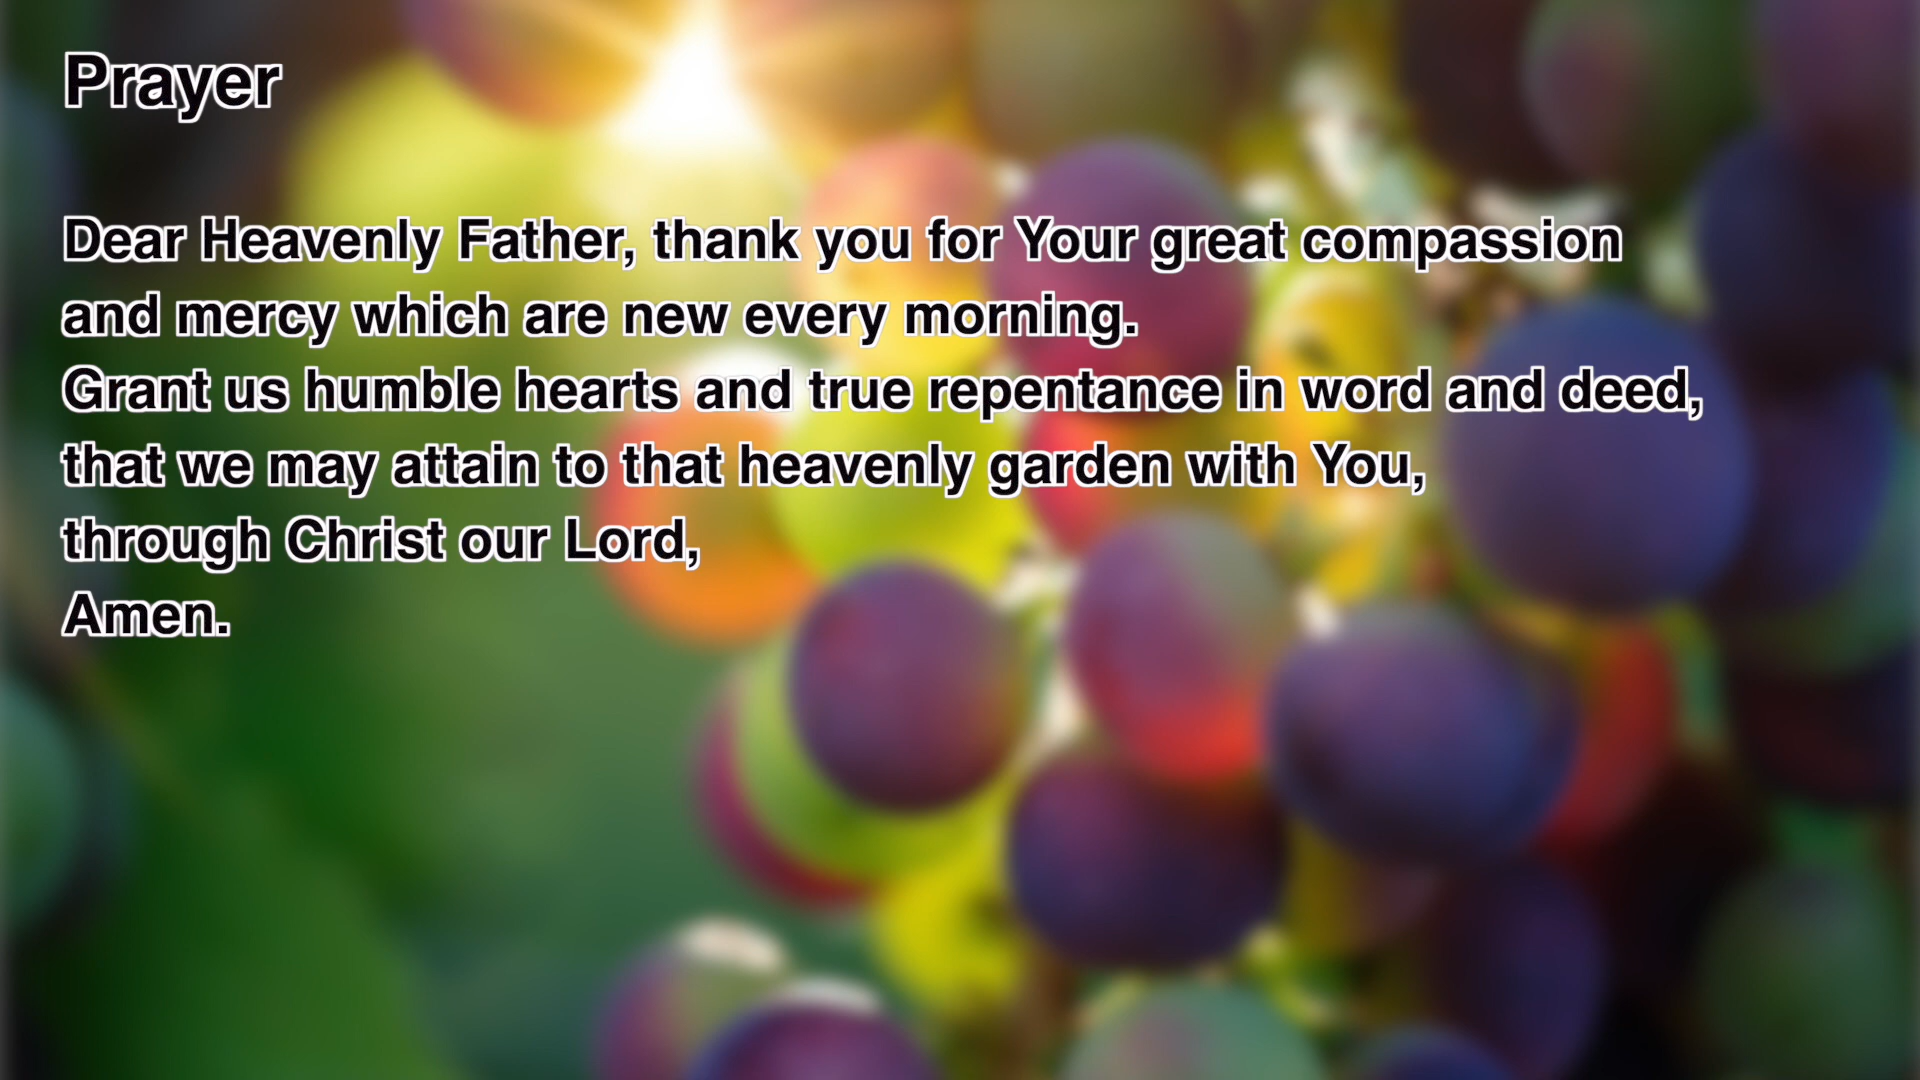 Prayer
Dear Heavenly Father, thank you for Your great compassion
and mercy which are new every morning.
Grant us humble hearts and true repentance in word and deed,
that we may attain to that heavenly garden with You,
through Christ our Lord,
Amen.